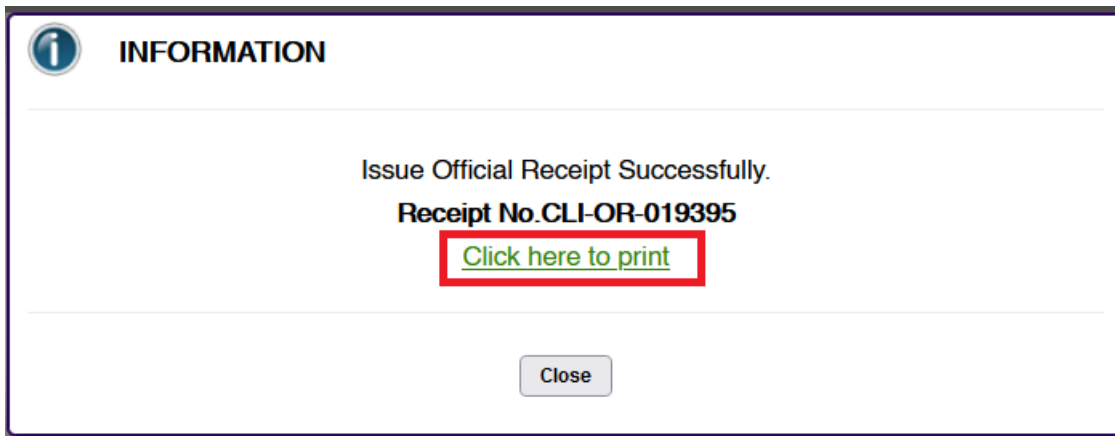 INFORMATION
Issue Official Receipt Successfully.
Receipt No.CLI-OR-019395
Click here to print
Close